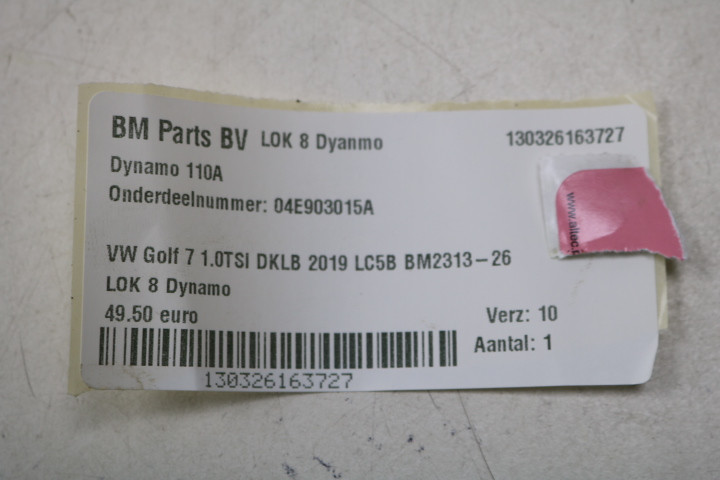 BM Parts BV LOK 8 Dyanmo 130326163727
Dynamo 110A
Onderdeelnummer: 04E903015A
VW Golf 7 1.0TSI DKLB 2019 LC5B BM2313-26
LOK 8 Dynamo
49.50 euro Verz: 10
Aantal: 1
130326163727